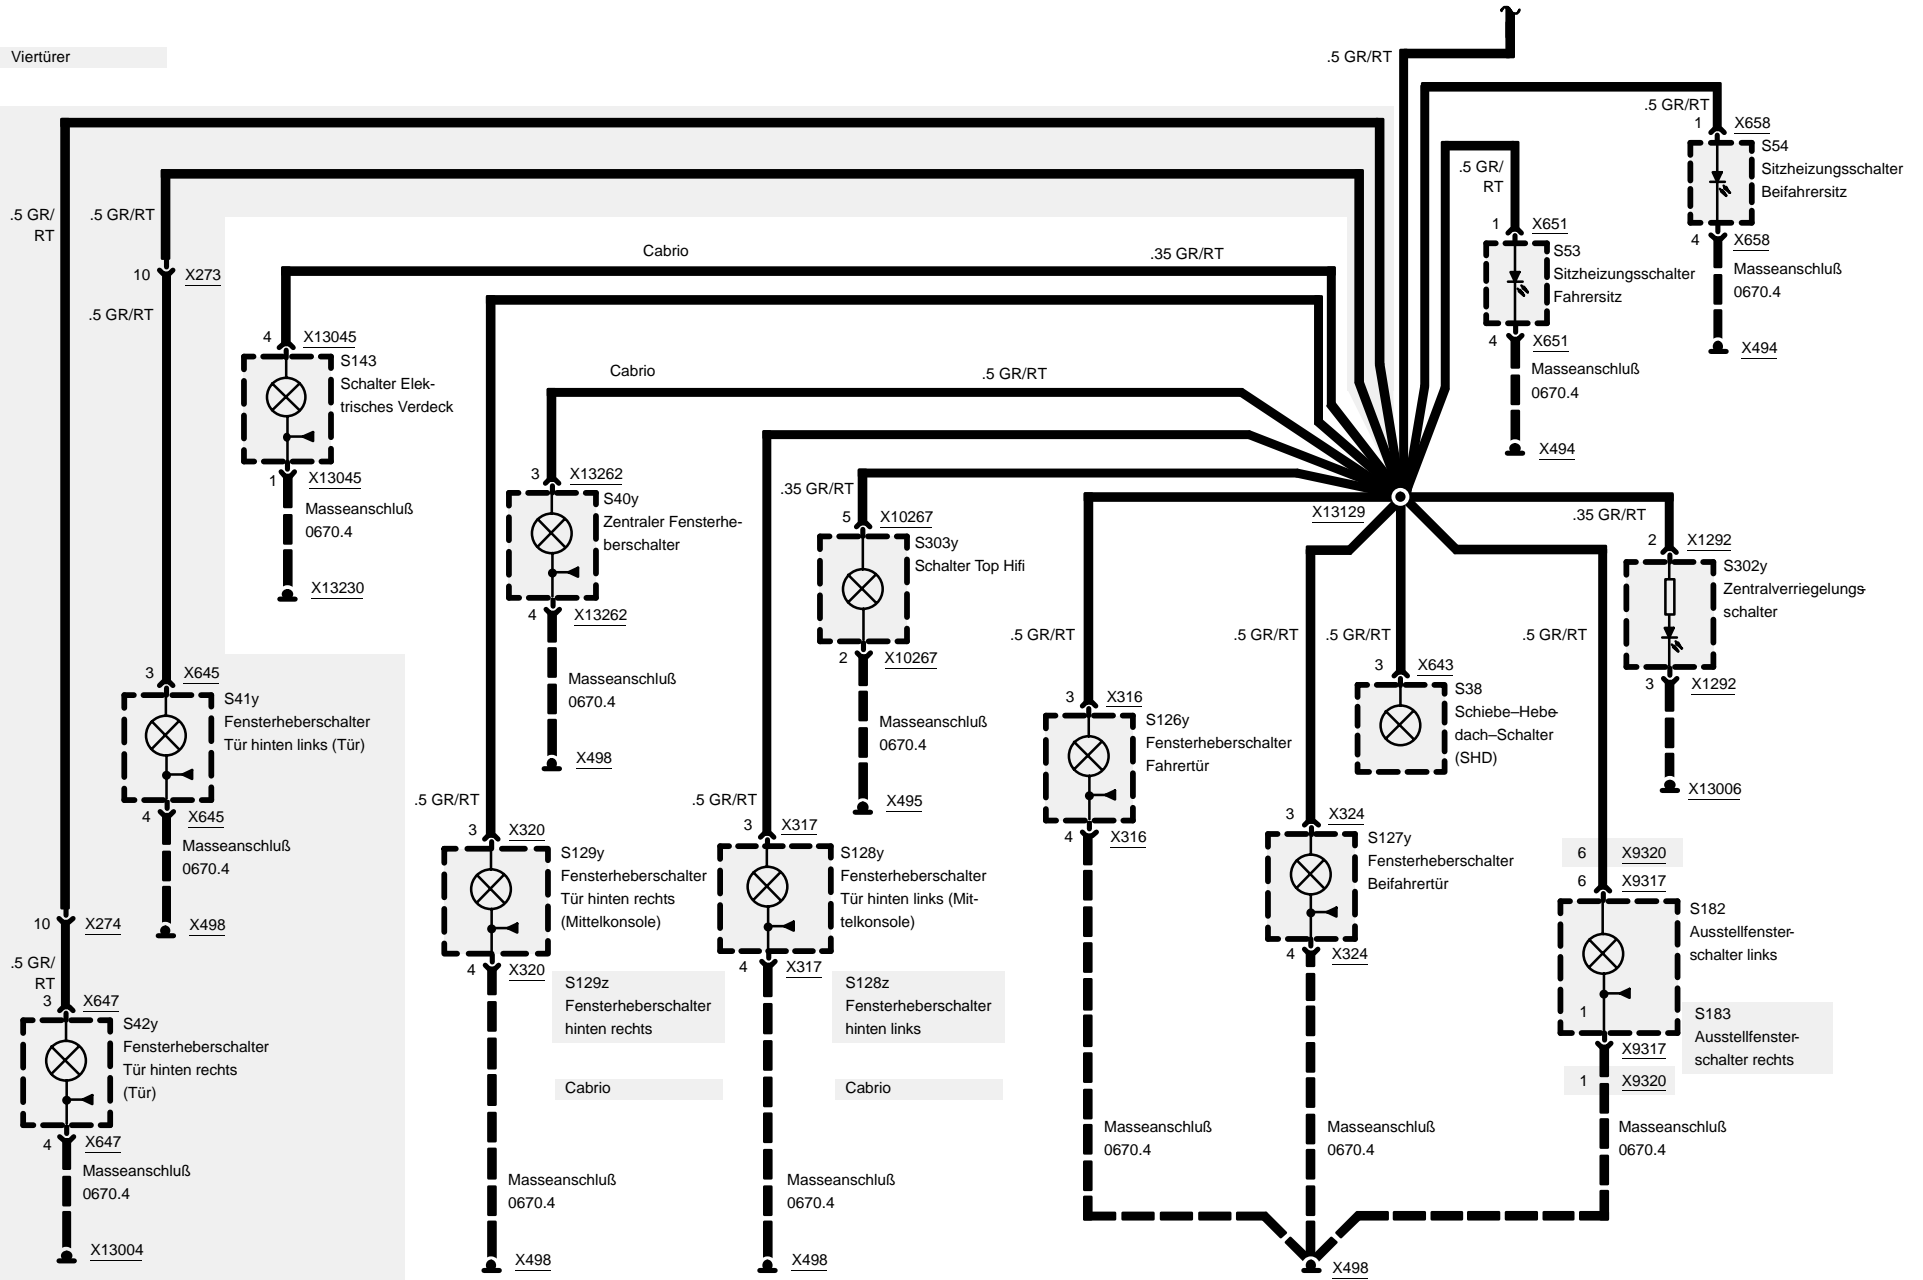 Viertürer
.5 GR/RT
.5 GR/RT
1 X658
S54
Sitzheizungsschalter
Beifahrersitz
4 X658
Masseanschluß
0670.4
X494
.5 GR/
RT
1 X651
S53
Sitzheizungsschalter
Fahrersitz
4 X651
Masseanschluß
0670.4
X494
.5 GR/
RT
.5 GR/RT
10 X273
.5 GR/RT
Cabrio
.35 GR/RT
4 X13045
S143
Schalter Elek-
trisches Verdeck
1 X13045
Masseanschluß
0670.4
X13230
Cabrio
.5 GR/RT
3 X13262
S40y
Zentraler Fensterhe-
berschalter
4 X13262
Masseanschluß
0670.4
X498
.35 GR/RT
5 X10267
S303y
Schalter Top Hifi
2 X10267
Masseanschluß
0670.4
X495
X13129
.35 GR/RT
2 X1292
S302y
Zentralverriegelungs-
schalter
3 X1292
X13006
3 X645
S41y
Fensterheberschalter
Tür hinten links (Tür)
4 X645
Masseanschluß
0670.4
X498
.5 GR/RT
3 X316
S126y
Fensterheberschalter
Fahrertür
4 X316
Masseanschluß
0670.4
.5 GR/RT
3 X324
S127y
Fensterheberschalter
Beifahrertür
4 X324
Masseanschluß
0670.4
.5 GR/RT
3 X643
S38
Schiebe–Hebe-
dach–Schalter
(SHD)
.5 GR/RT
6 X9320
6 X9317
S182
Ausstellfenster-
schalter links
1
S183
Ausstellfenster-
schalter rechts
X9317
1 X9320
Masseanschluß
0670.4
X498
.5 GR/RT
3 X320
S129y
Fensterheberschalter
Tür hinten rechts
(Mittelkonsole)
4 X320
S129z
Fensterheberschalter
hinten rechts
Cabrio
Masseanschluß
0670.4
X498
.5 GR/RT
3 X317
S128y
Fensterheberschalter
Tür hinten links (Mit-
telkonsole)
4 X317
S128z
Fensterheberschalter
hinten links
Cabrio
Masseanschluß
0670.4
X498
10 X274
.5 GR/
RT
3 X647
S42y
Fensterheberschalter
Tür hinten rechts
(Tür)
4 X647
Masseanschluß
0670.4
X13004